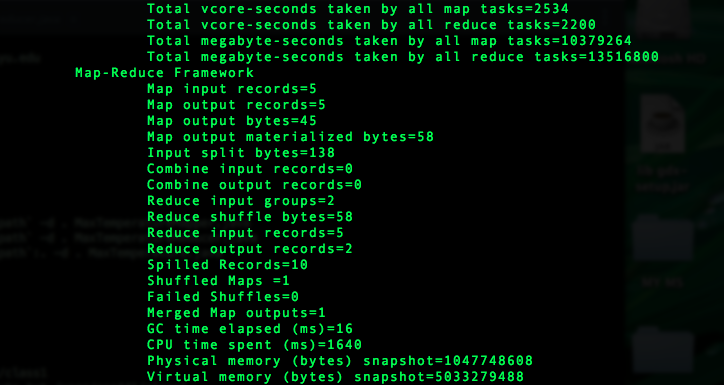 Total vcore-seconds taken by all map tasks=2534
Total vcore-seconds taken by all reduce tasks=2200
Total megabyte-seconds taken by all map tasks=10379264
Total megabyte-seconds taken by all reduce tasks=13516800
Map-Reduce Framework
Map input records=5
Map output records=5
Map output bytes=45
Map output materialized bytes=58
Input split bytes=138
Combine input records=0
Combine output records=0
Reduce input groups=2
Reduce shuffle bytes=58
Reduce input records=5
Reduce output records=2
Spilled Records=10
Shuffled Maps =1
Failed Shuffles=0
Merged Map outputs=1
GC time elapsed (ms)=16
CPU time spent (ms)=1640
Physical memory (bytes) snapshot=1047748608
Virtual memory (bytes) snapshot=5033279488